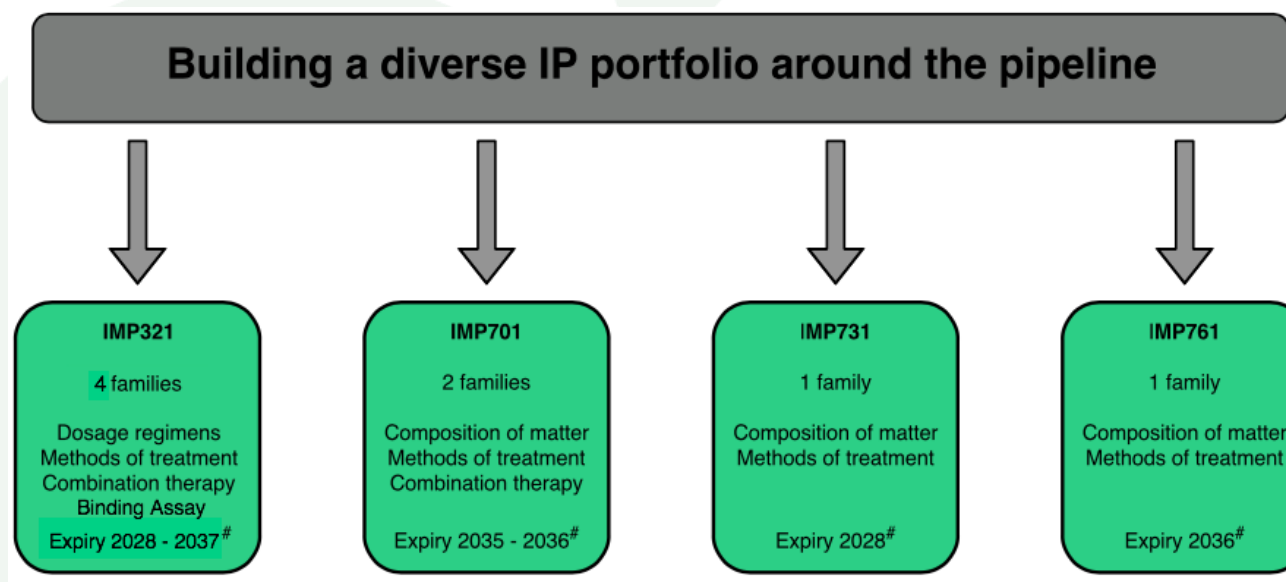 Building a diverse IP portfolio around the pipeline
IMP321
4 families
Dosage regimens
Methods of treatment
Combination therapy
Binding Assay
Expiry 2028 - 2037#
IMP701
2 families
Composition of matter
Methods of treatment
Combination therapy
Expiry 2035 - 2036#
IMP731
1 family
Composition of matter
Methods of treatment
Expiry 2028#
IMP761
1 family
Composition of matter
Methods of treatment
Expiry 2036#